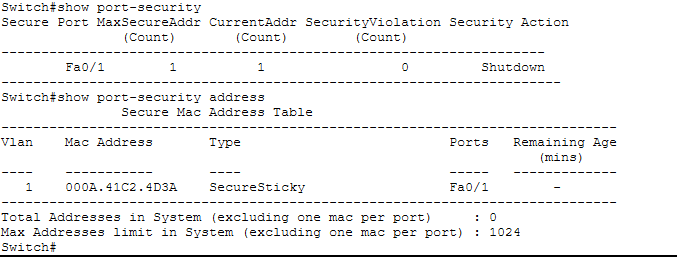 Switch#show port-security
Secure Port MaxSecureAddr CurrentAddr SecurityViolation Security Action
(Count) (Count) (Count)
--------------------------------------------------------------------
Fa0/1 1 1 0 Shutdown
----------------------------------------------------------------------
Switch#show port-security address
Secure Mac Address Table
-----------------------------------------------------------------------------
Vlan Mac Address Type Ports Remaining Age
(mins)
---- ----------- ---- ----- -------------
1 000A.41C2.4D3A SecureSticky Fa0/1 -
-----------------------------------------------------------------------------
Total Addresses in System (excluding one mac per port) : 0
Max Addresses limit in System (excluding one mac per port) : 1024
Switch#